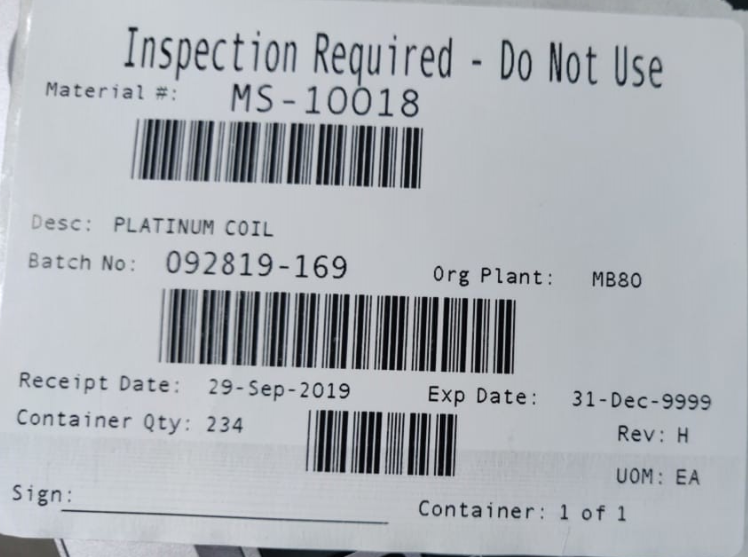 Inspection Required - Do Not Use
Material #: MS-10018
Desc: PLATINUM COIL
Batch No: 092819-169 Org Plant: MB80
Receipt Date: 29-Sep-2019 Exp Date: 31-Dec-9999
Container Qty: 234 Rev: H
UOM: EA
Sign: Container: 1 of 1